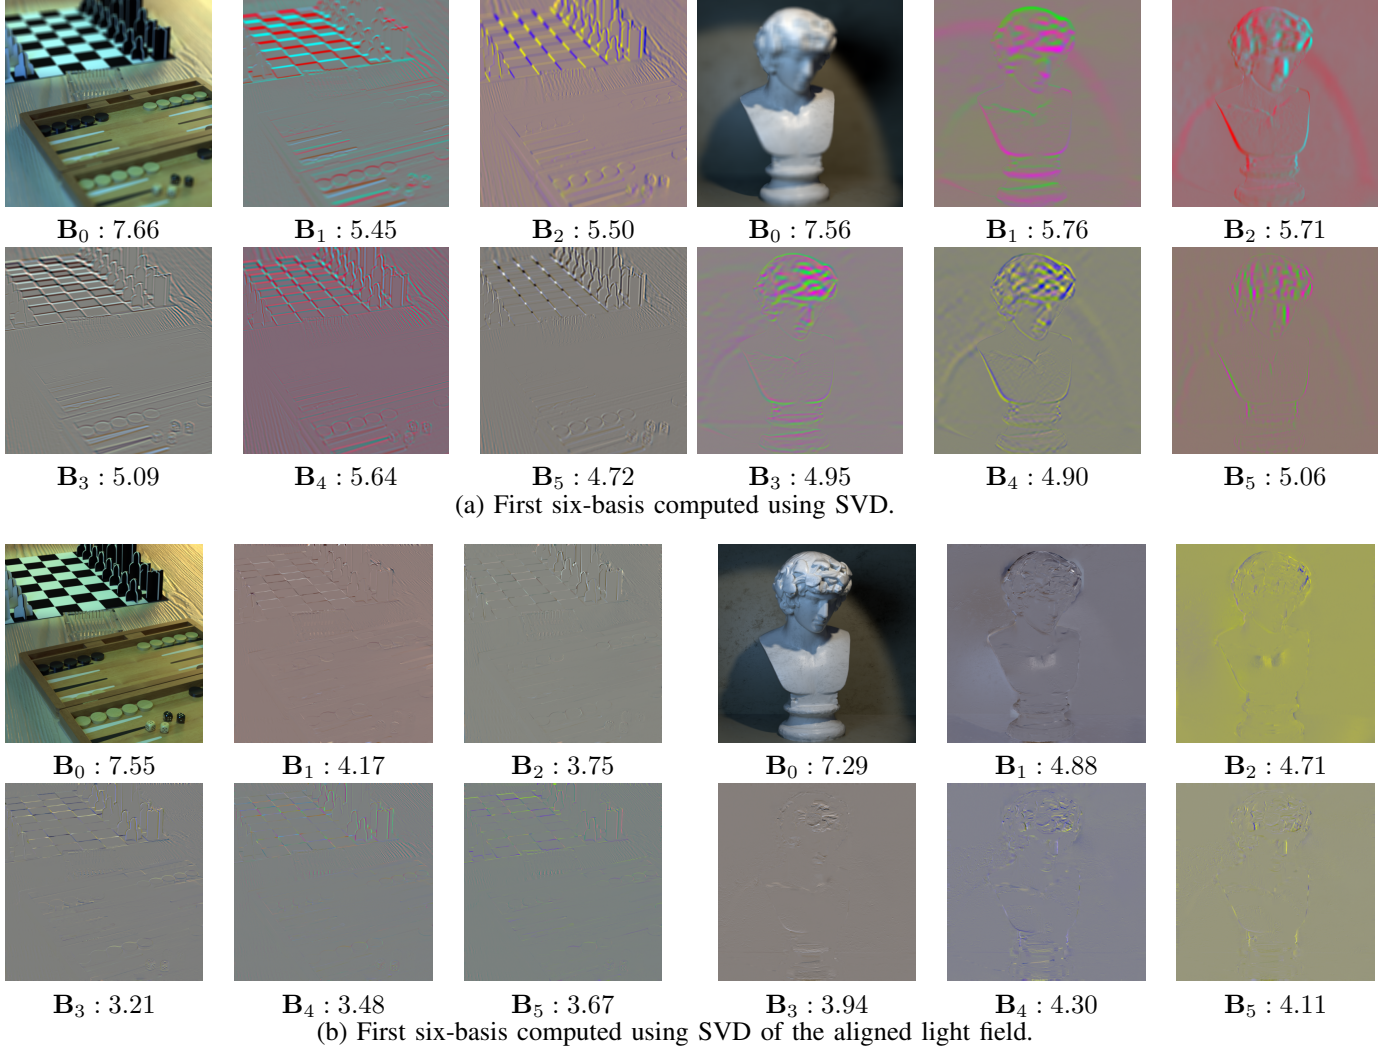 B0 : 7.66 B1 : 5.45 B2 : 5.50 B0 : 7.56 B1 : 5.76 B2 : 5.71
B3 : 5.09 B4 : 5.64 B5 : 4.72 B3 : 4.95 B4 : 4.90 B5 : 5.06
(a) First six-basis computed using SVD.
B0 : 7.55 B1 : 4.17 B2 : 3.75 B0 : 7.29 B1 : 4.88 B2 : 4.71
B3 : 3.21 B4 : 3.48 B5 : 3.67 B3 : 3.94 B4 : 4.30 B5 : 4.11
(b) First six-basis computed using SVD of the aligned light field.